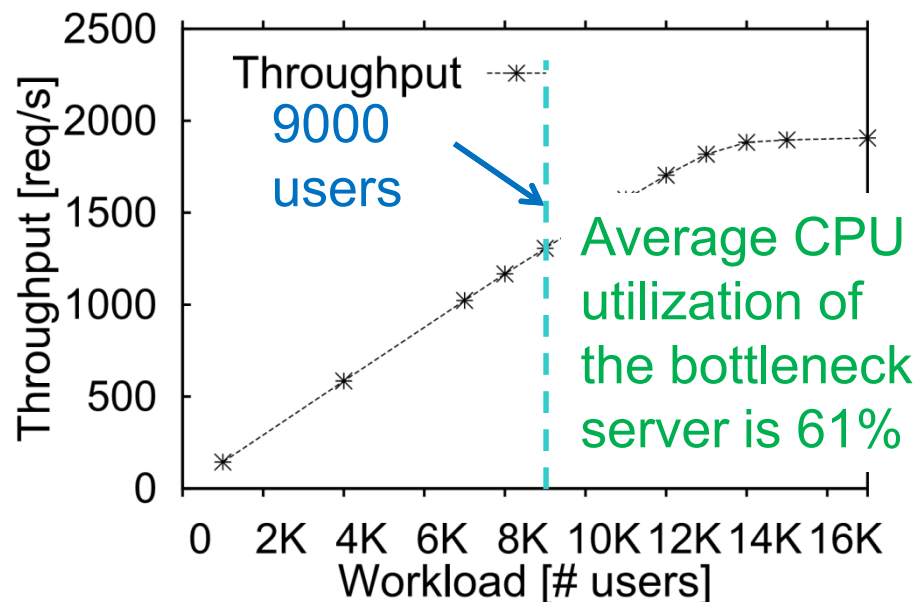 2500
2000
1500
1000
500
0
Throughput [req/s]
Throughput
9000
users
Average CPU
utilization of
the bottleneck
server is 61%
0 2K 4K 6K 8K 10K 12K 14K 16K
Workload [# users]